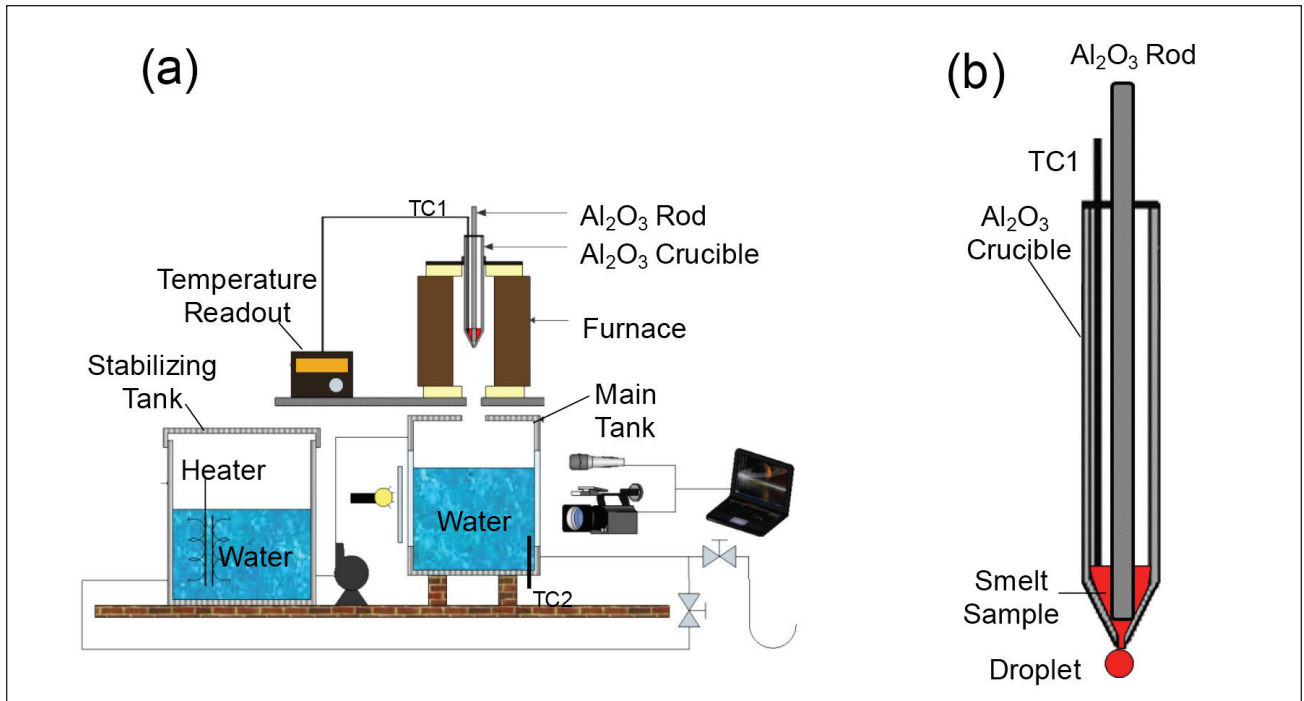 (a)
TC1
Al₂O₃ Rod
Al₂O₃ Crucible
Temperature
Readout
Furnace
Stabilizing
Tank
Main
Tank
Heater
Water
Water
TC2
(b)
Al₂O₃ Rod
TC1
Al₂O₃
Crucible
Smelt
Sample
Droplet